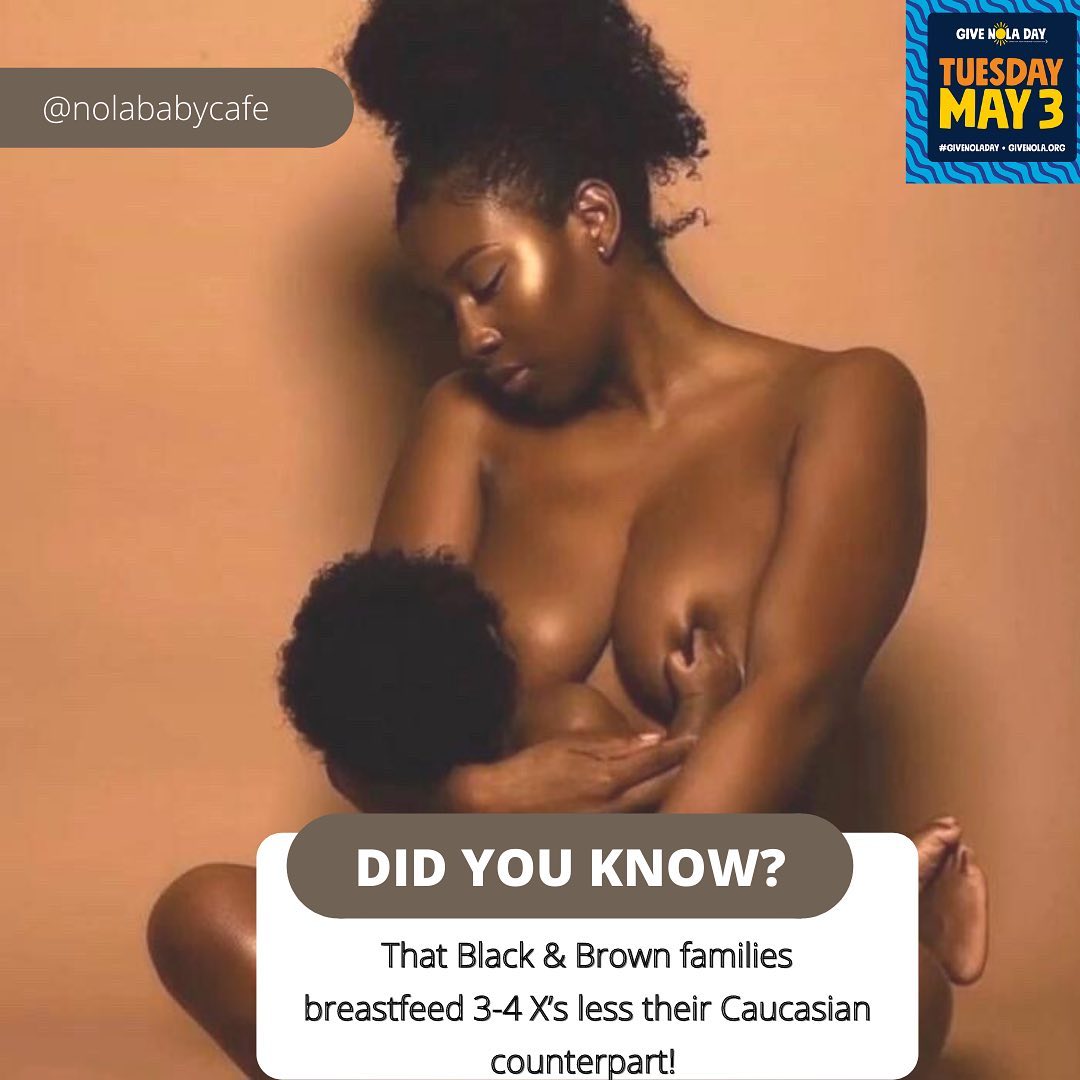 @nolababycafe
GIVE NOLA DAY
TUESDAY
MAY 3
#GIVENOLADAY • GIVENOLA.ORG
DID YOU KNOW?
That Black & Brown families
breastfeed 3-4 X’s less their Caucasian
counterpart!